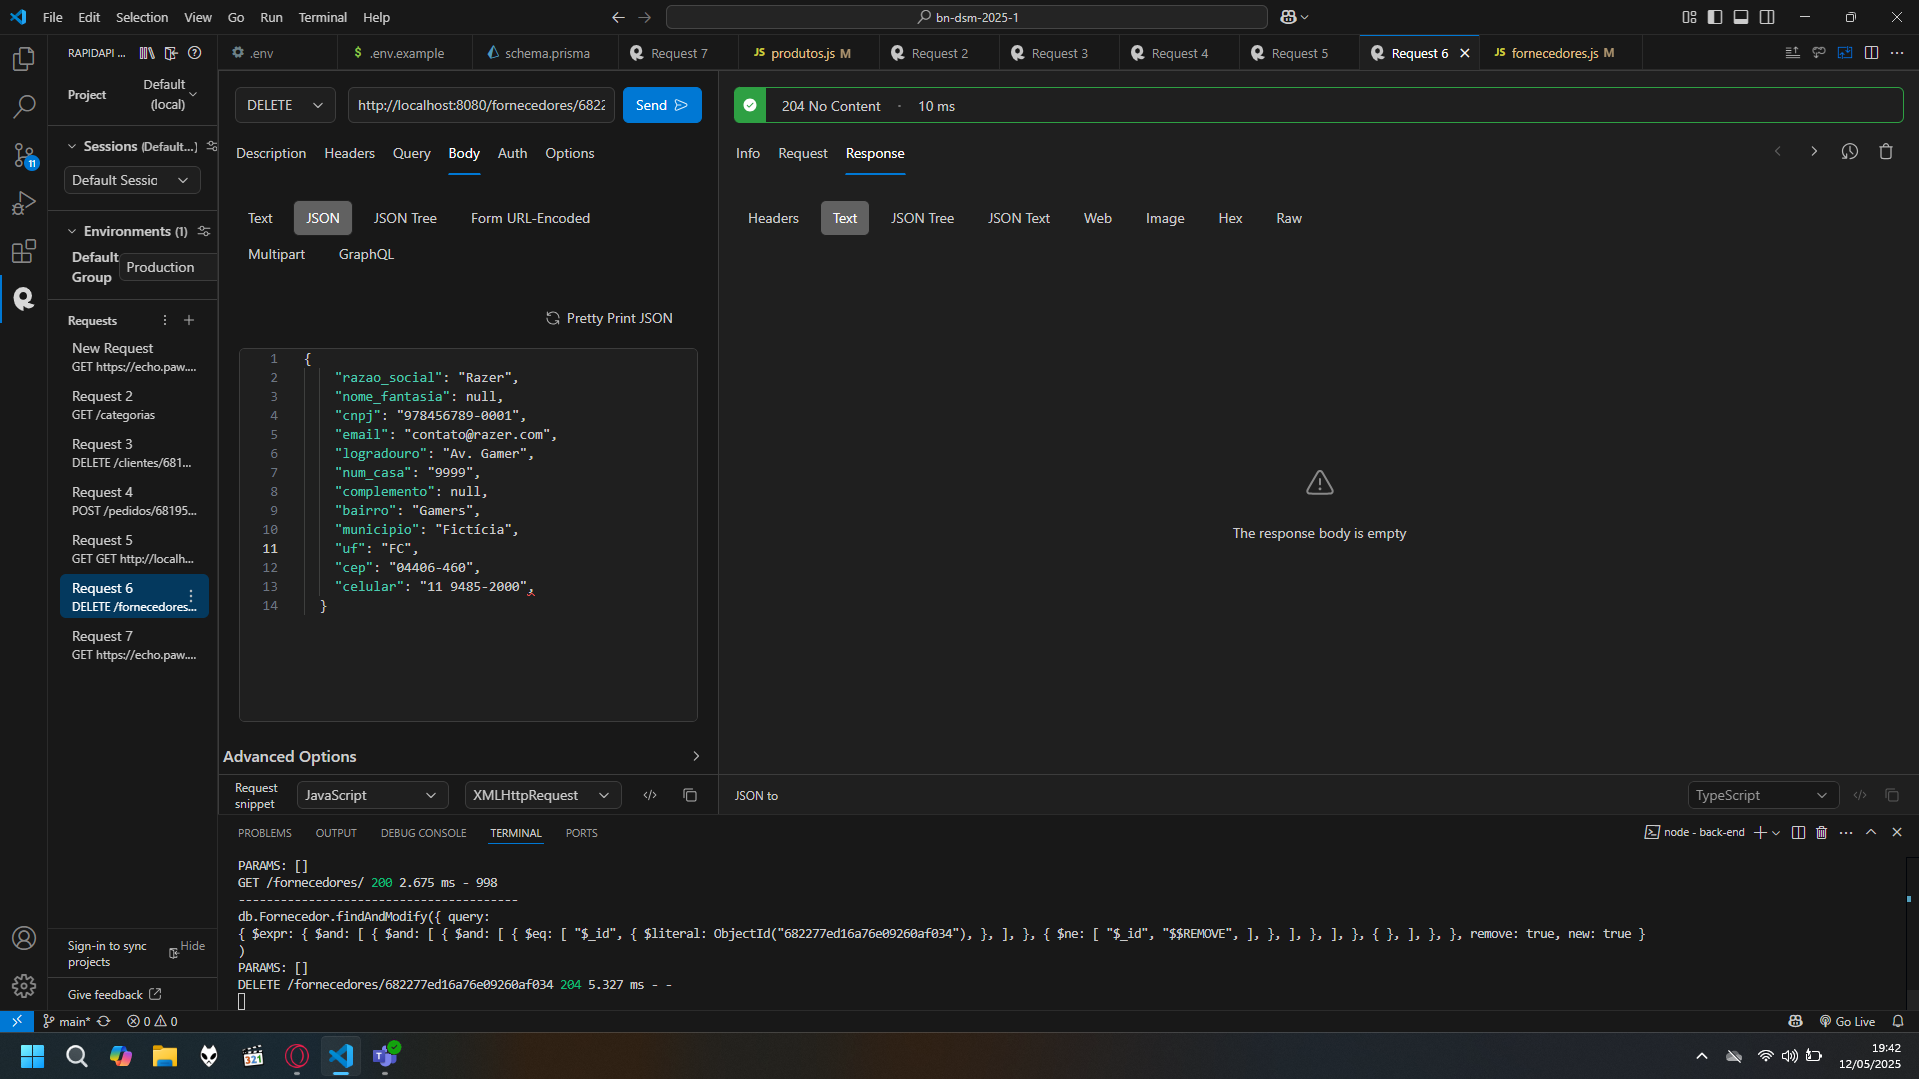 File Edit Selection View Go Run Terminal Help
bn-dsm-2025-1
RAPIDAPI ...
.env
.env.example
schema.prisma
Request 7
JS produtos.js M
Request 2
Request 3
Request 4
Request 5
Request 6
JS fornecedores.js M
Project
Default (local)
Sessions (Default...)
Default Sessio
Environments (1)
Default Group
Production
Requests
New Request
GET https://echo.paw....
Request 2
GET /categorias
Request 3
DELETE /clientes/681...
Request 4
POST /pedidos/68195...
Request 5
GET GET http://localh...
Request 6
DELETE /fornecedores...
Request 7
GET https://echo.paw....
Sign-in to sync projects
Hide
Give feedback
DELETE
http://localhost:8080/fornecedores/6822
Send
Description Headers Query Body Auth Options
Text JSON JSON Tree Form URL-Encoded
Multipart GraphQL
Pretty Print JSON
1 {
2 "razao_social": "Razer",
3 "nome_fantasia": null,
4 "cnpj": "978456789-0001",
5 "email": "contato@razer.com",
6 "logradouro": "Av. Gamer",
7 "num_casa": "9999",
8 "complemento": null,
9 "bairro": "Gamers",
10 "municipio": "Fictícia",
11 "uf": "FC",
12 "cep": "04406-460",
13 "celular": "11 9485-2000",
14 }
Advanced Options
Request snippet
JavaScript
XMLHttpRequest
204 No Content · 10 ms
Info Request Response
Headers Text JSON Tree JSON Text Web Image Hex Raw
The response body is empty
JSON to
TypeScript
PROBLEMS OUTPUT DEBUG CONSOLE TERMINAL PORTS
node - back-end
PARAMS: []
GET /fornecedores/ 200 2.675 ms - 998
----------------------------------------
db.Fornecedor.findAndModify({ query:
{ $expr: { $and: [ { $and: [ { $and: [ { $eq: [ "$_id", { $literal: ObjectId("682277ed16a76e09260af034"), }, ], }, { $ne: [ "$_id", "$$REMOVE", ], }, ], }, ], }, { }, ], }, }, remove: true, new: true }
)
PARAMS: []
DELETE /fornecedores/682277ed16a76e09260af034 204 5.327 ms - -
11
main*
0 0
Go Live
321
19:42
12/05/2025